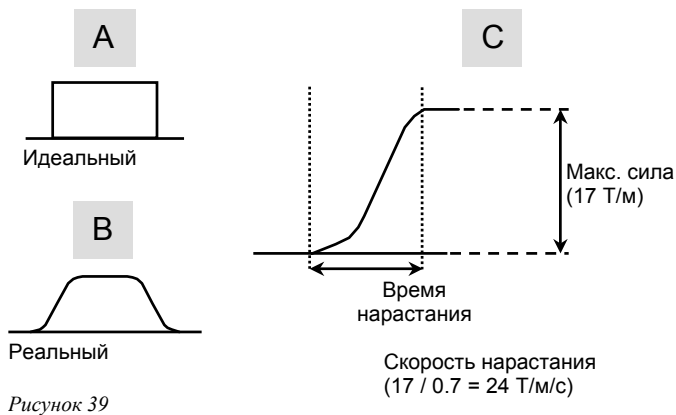 A
Идеальный
B
Реальный
C
Макс. сила
(17 Т/м)
Время
нарастания
Скорость нарастания
(17 / 0.7 = 24 Т/м/с)
Рисунок 39